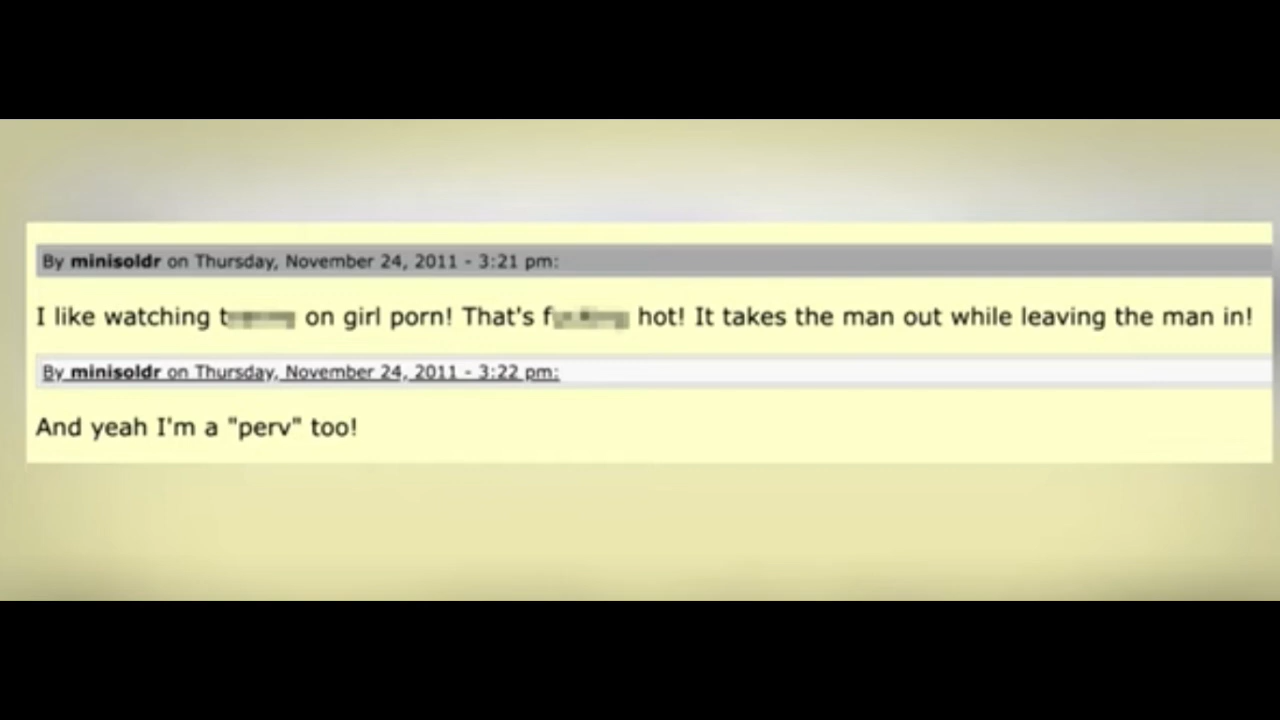 By minisoldr on Thursday, November 24, 2011 - 3:21 pm:
I like watching t on girl porn! That's f hot! It takes the man out while leaving the man in!
By minisoldr on Thursday, November 24, 2011 - 3:22 pm:
And yeah I'm a "perv" too!